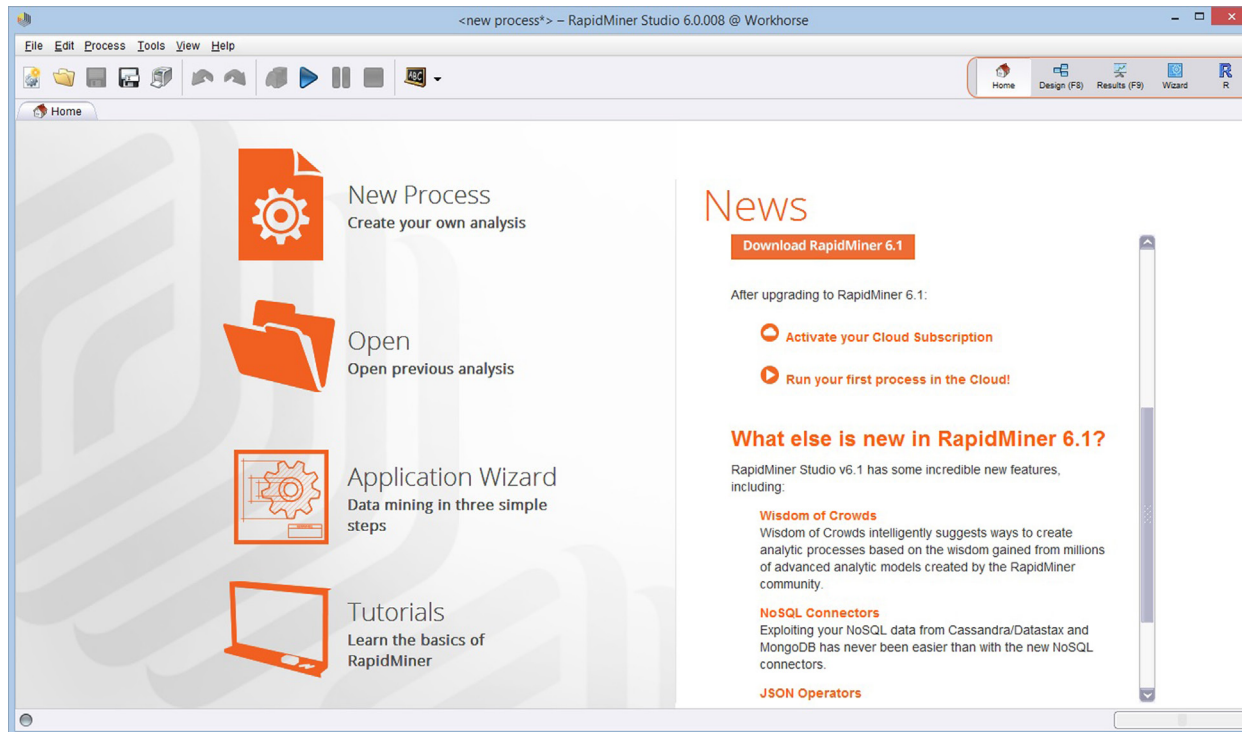 <new process*> – RapidMiner Studio 6.0.008 @ Workhorse
File Edit Process Tools View Help
ABC
Home Design (F8) Results (F9) Wizard R
Home
New Process
Create your own analysis
Open
Open previous analysis
Application Wizard
Data mining in three simple
steps
Tutorials
Learn the basics of
RapidMiner
News
Download RapidMiner 6.1
After upgrading to RapidMiner 6.1:
Activate your Cloud Subscription
Run your first process in the Cloud!
What else is new in RapidMiner 6.1?
RapidMiner Studio v6.1 has some incredible new features,
including:
Wisdom of Crowds
Wisdom of Crowds intelligently suggests ways to create
analytic processes based on the wisdom gained from millions
of advanced analytic models created by the RapidMiner
community.
NoSQL Connectors
Exploiting your NoSQL data from Cassandra/Datastax and
MongoDB has never been easier than with the new NoSQL
connectors.
JSON Operators